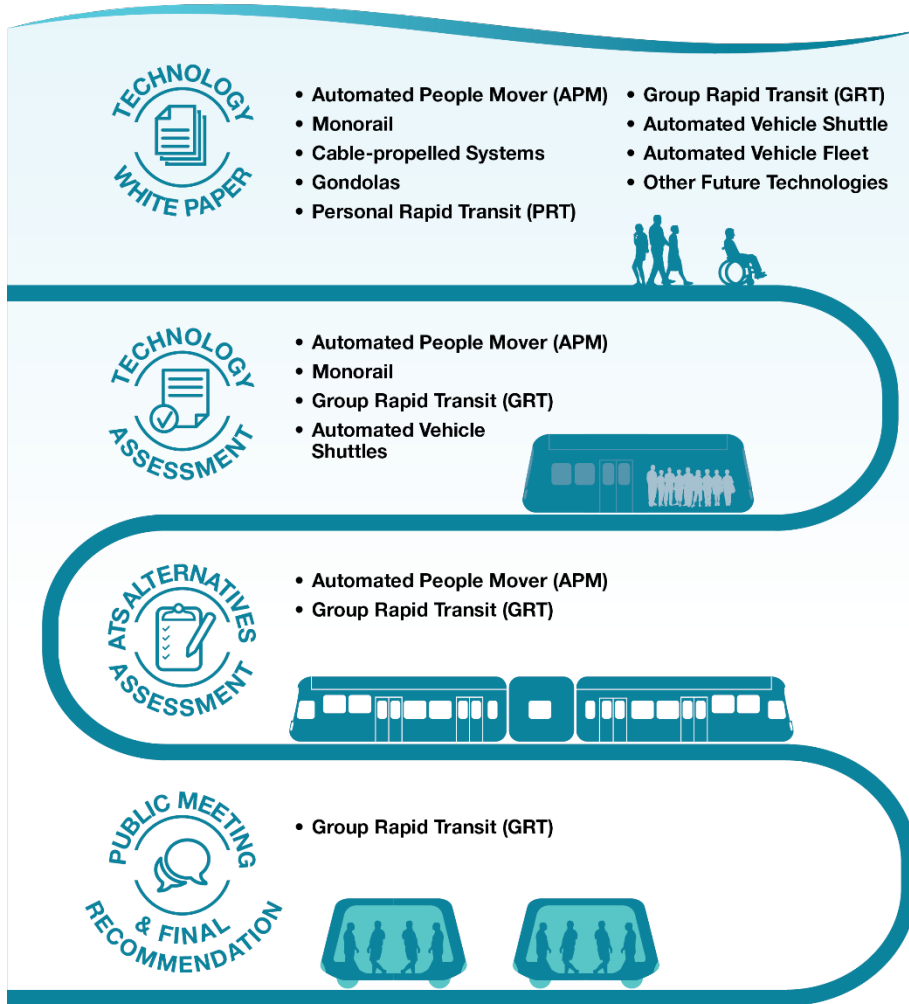 TECHNOLOGY
WHITE PAPER
• Automated People Mover (APM)
• Monorail
• Cable-propelled Systems
• Gondolas
• Personal Rapid Transit (PRT)
• Group Rapid Transit (GRT)
• Automated Vehicle Shuttle
• Automated Vehicle Fleet
• Other Future Technologies
TECHNOLOGY
ASSESSMENT
• Automated People Mover (APM)
• Monorail
• Group Rapid Transit (GRT)
• Automated Vehicle
Shuttles
ATS ALTERNATIVES
ASSESSMENT
• Automated People Mover (APM)
• Group Rapid Transit (GRT)
PUBLIC MEETING
& FINAL
RECOMMENDATION
• Group Rapid Transit (GRT)